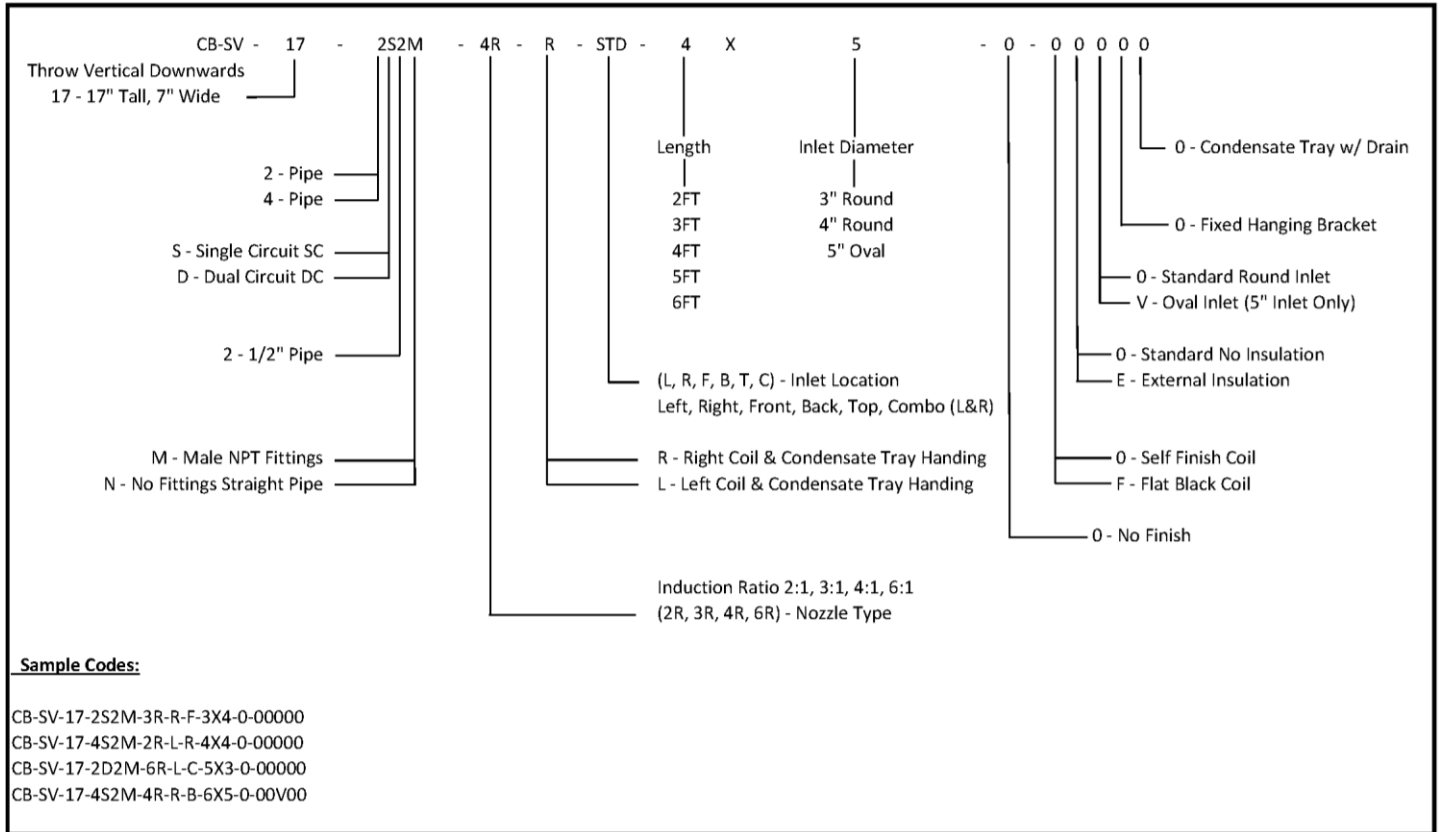 CB-SV - 17 - 2S2M - 4R - R - STD - 4 X 5 - 0 - 0 0 0 0 0
Throw Vertical Downwards
17 - 17" Tall, 7" Wide
2 - Pipe
4 - Pipe
S - Single Circuit SC
D - Dual Circuit DC
2 - 1/2" Pipe
M - Male NPT Fittings
N - No Fittings Straight Pipe
Length
2FT
3FT
4FT
5FT
6FT
Inlet Diameter
3" Round
4" Round
5" Oval
(L, R, F, B, T, C) - Inlet Location
Left, Right, Front, Back, Top, Combo (L&R)
R - Right Coil & Condensate Tray Handing
L - Left Coil & Condensate Tray Handing
Induction Ratio 2:1, 3:1, 4:1, 6:1
(2R, 3R, 4R, 6R) - Nozzle Type
0 - Condensate Tray w/ Drain
0 - Fixed Hanging Bracket
0 - Standard Round Inlet
V - Oval Inlet (5" Inlet Only)
0 - Standard No Insulation
E - External Insulation
0 - Self Finish Coil
F - Flat Black Coil
0 - No Finish
Sample Codes:
CB-SV-17-2S2M-3R-R-F-3X4-0-00000
CB-SV-17-4S2M-2R-L-R-4X4-0-00000
CB-SV-17-2D2M-6R-L-C-5X3-0-00000
CB-SV-17-4S2M-4R-R-B-6X5-0-00V00